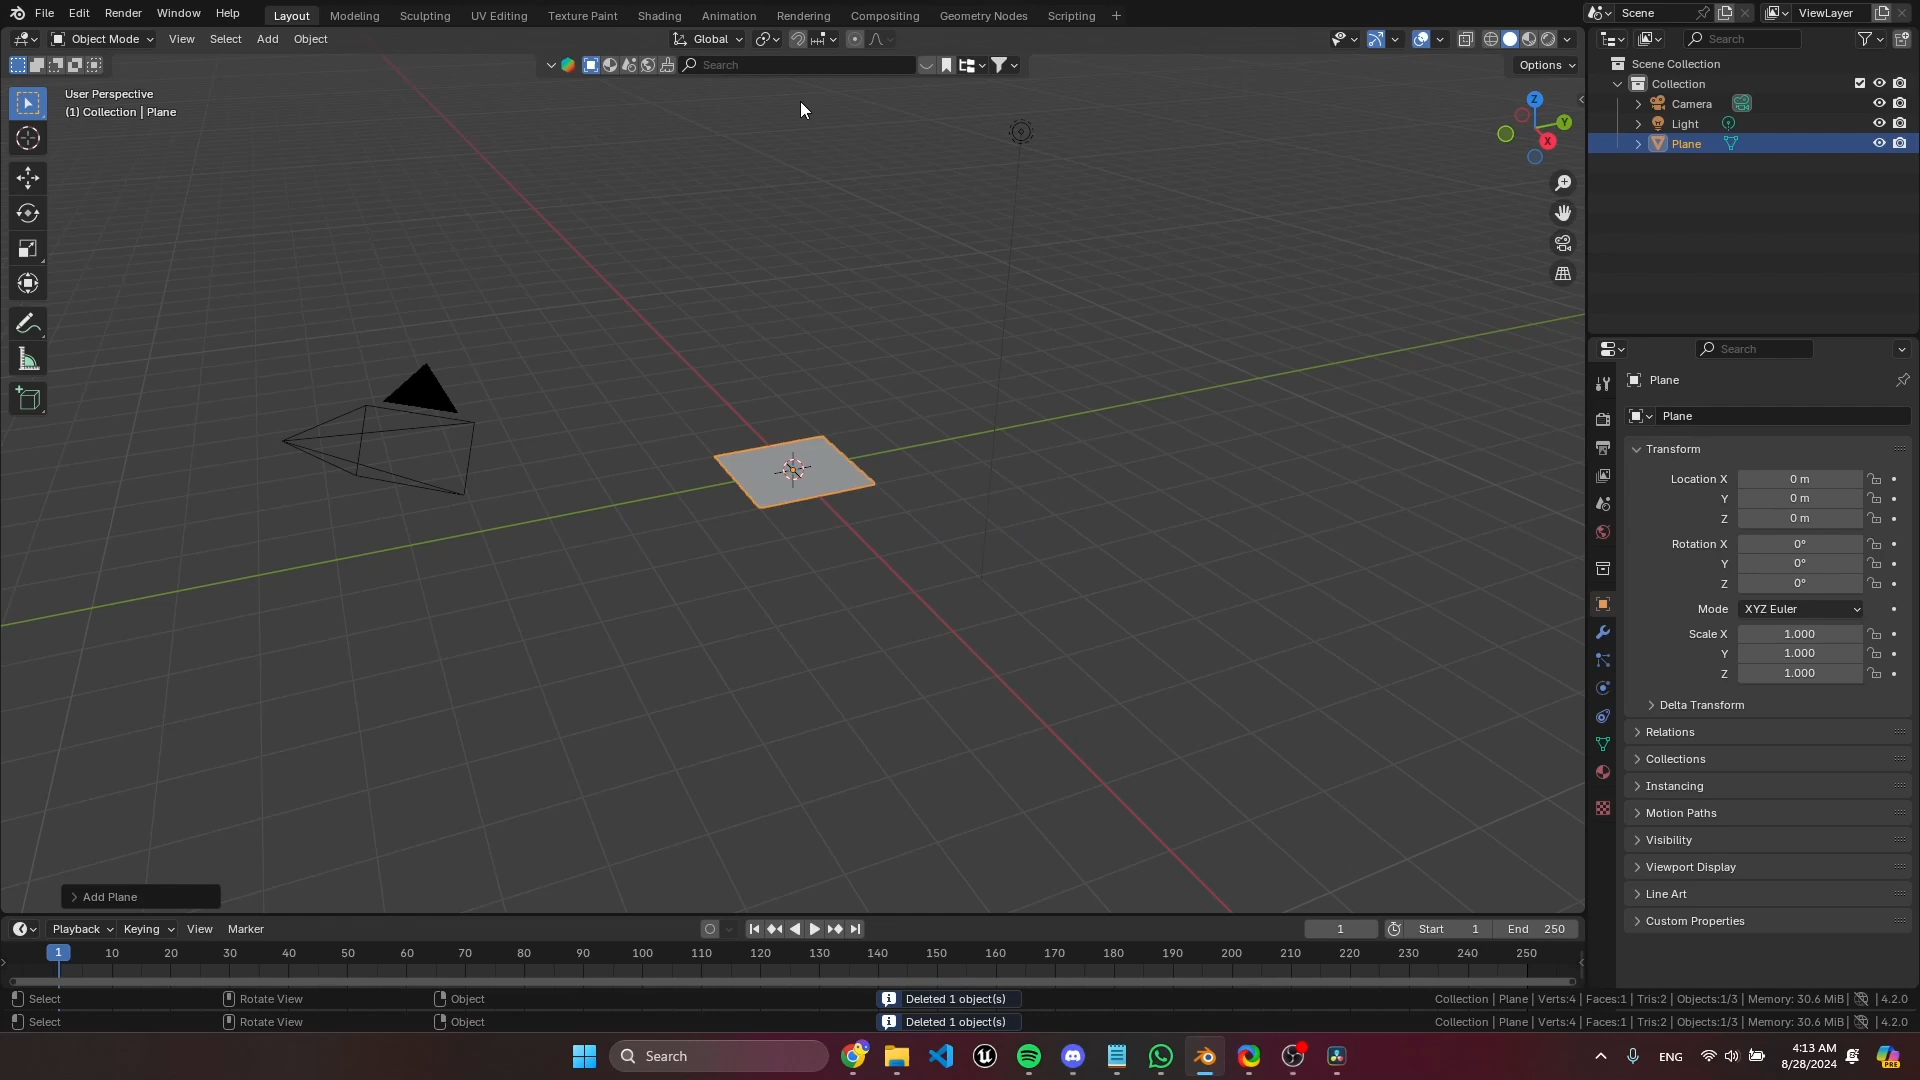 File Edit Render Window Help Layout Modeling Sculpting UV Editing Texture Paint Shading Animation Rendering Compositing Geometry Nodes Scripting + Scene ViewLayer
Object Mode View Select Add Object Global Search
Search Options
User Perspective
(1) Collection | Plane
Z
Y
X
Scene Collection
Collection
Camera
Light
Plane
Search
Plane
Plane
Transform
Location X 0 m
Y 0 m
Z 0 m
Rotation X 0°
Y 0°
Z 0°
Mode XYZ Euler
Scale X 1.000
Y 1.000
Z 1.000
Delta Transform
Relations
Collections
Instancing
Motion Paths
Visibility
Viewport Display
Line Art
Custom Properties
Add Plane
Playback Keying View Marker 1 Start 1 End 250
1 10 20 30 40 50 60 70 80 90 100 110 120 130 140 150 160 170 180 190 200 210 220 230 240 250
Select Rotate View Object Deleted 1 object(s) Collection | Plane | Verts:4 | Faces:1 | Tris:2 | Objects:1/3 | Memory: 30.6 MiB | 4.2.0
Select Rotate View Object Deleted 1 object(s) Collection | Plane | Verts:4 | Faces:1 | Tris:2 | Objects:1/3 | Memory: 30.6 MiB | 4.2.0
Search ENG 4:13 AM
8/28/2024
PRE